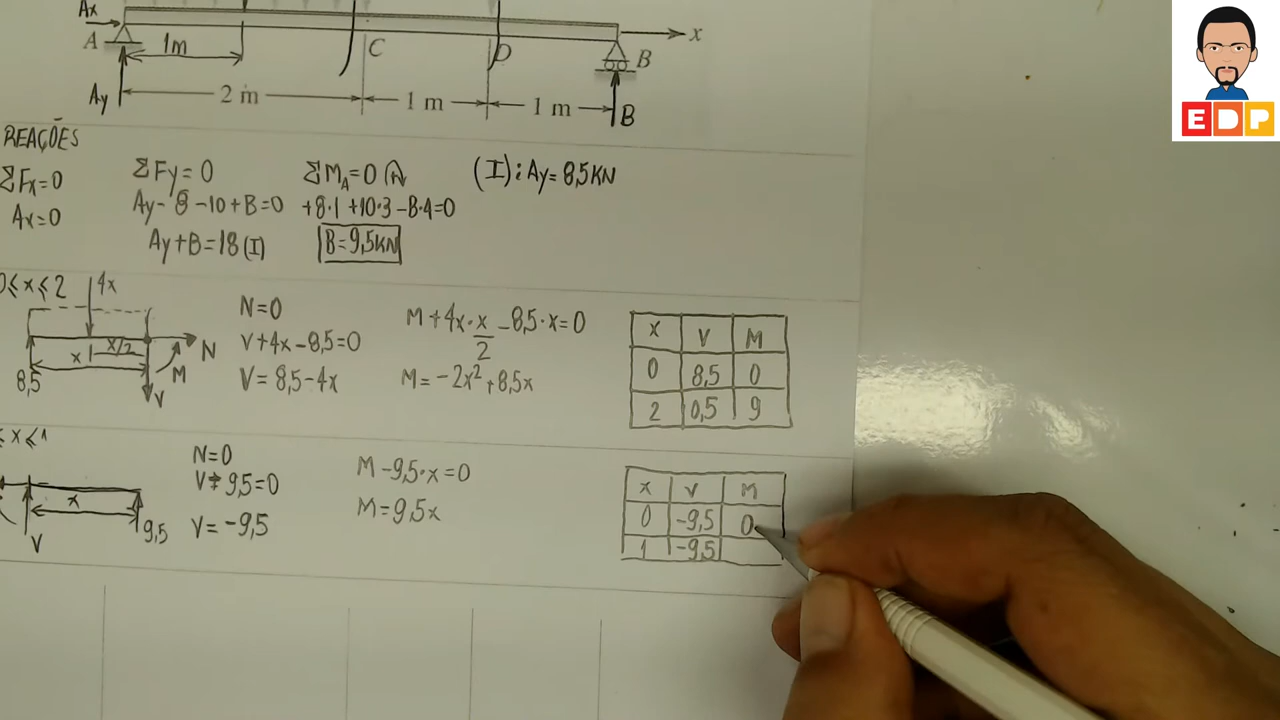 Ax
A
1m
C
D
B
x
Ay
2 m
1 m
1 m
B
EDP
REAÇÕES
ΣFx=0
ΣFy=0
ΣM_A=0
(I): Ay=8,5KN
Ax=0
Ay-8-10+B=0
+8·1+10·3-B·4=0
Ay+B=18(I)
B=9,5KN
0≤x≤2
4x
x/2
x
N
M
8,5
V
N=0
V+4x-8,5=0
V=8,5-4x
M+4x·x/2-8,5·x=0
M=-2x²+8,5x
x V M
0 8,5 0
2 0,5 9
≤x≤1
x
9,5
V
N=0
V+9,5=0
V=-9,5
M-9,5·x=0
M=9,5x
x V M
0 -9,5 0
1 -9,5